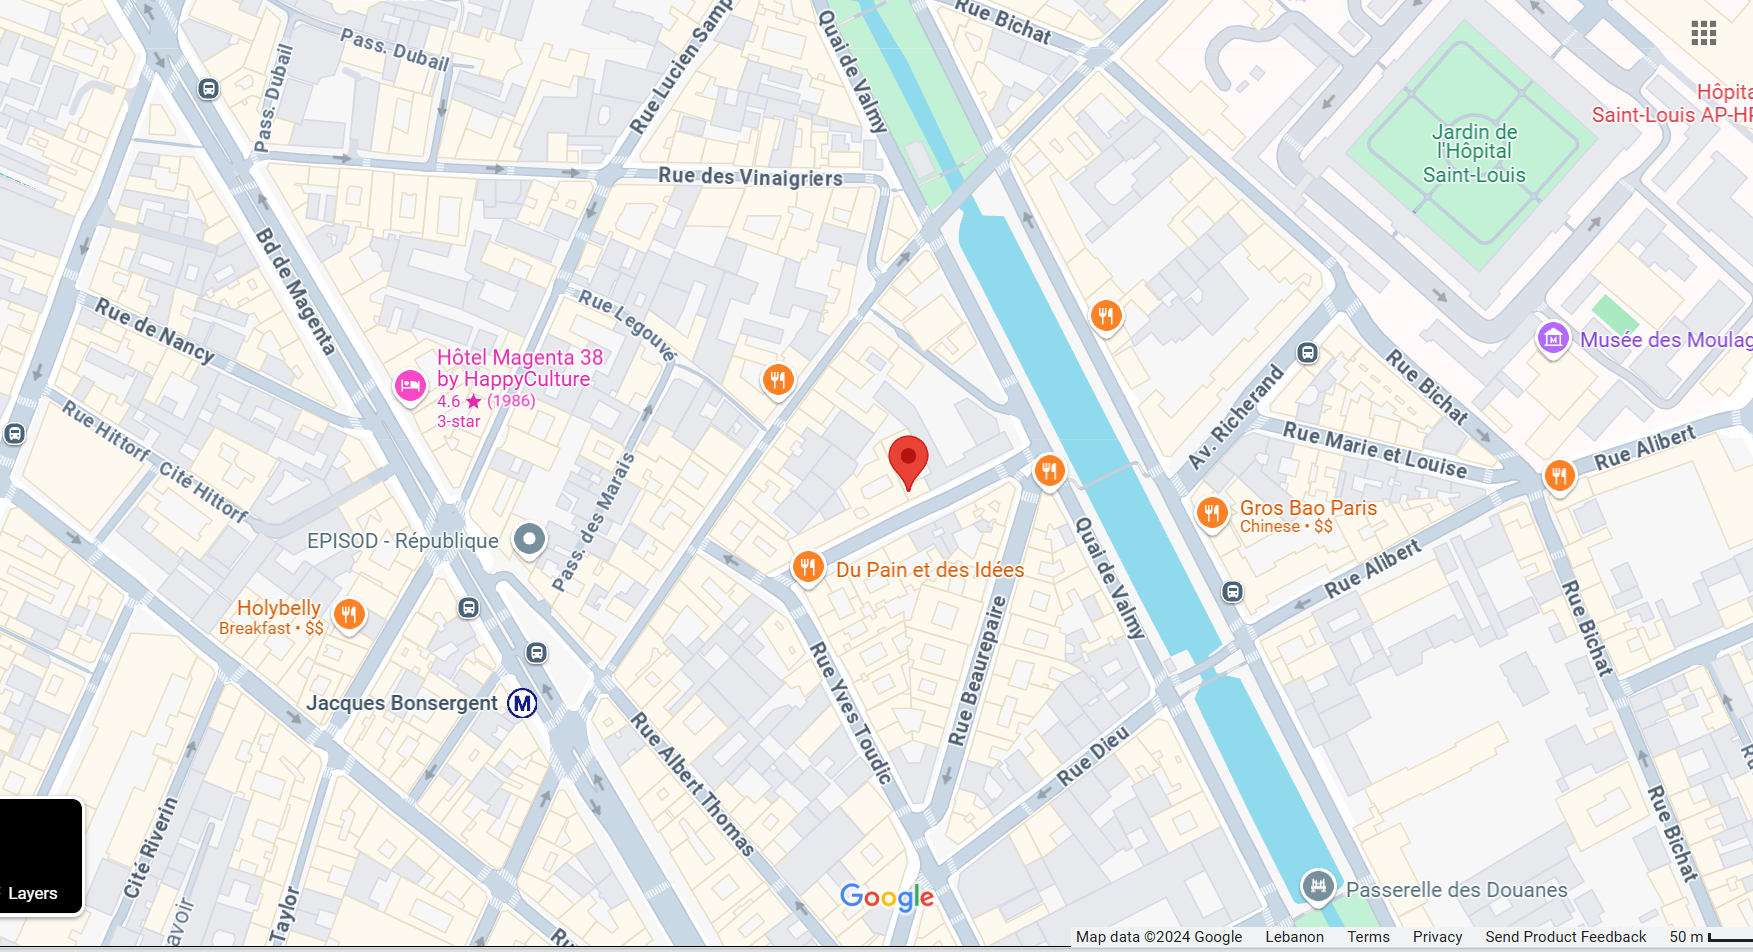 Quai de Valmy
Rue Bichat
Pass. Dubail
Pass. Dubail
Rue Lucien Samp
Hôpita
Saint-Louis AP-HP
Jardin de
l'Hôpital
Saint-Louis
Rue des Vinaigriers
Bd de Magenta
Rue de Nancy
Rue Legouvé
Hôtel Magenta 38
by HappyCulture
4.6 ★ (1986)
3-star
Musée des Moulag
Rue Bichat
Av. Richerand
Rue Marie et Louise
Rue Alibert
Rue Hittorf
Cité Hittorf
Pass. des Marais
EPISOD - République
Gros Bao Paris
Chinese • $$
Quai de Valmy
Rue Alibert
Du Pain et des Idées
Holybelly
Breakfast • $$
Rue Beaurepaire
Rue Bichat
Rue Yves Toudic
Jacques Bonsergent
M
Rue Albert Thomas
Rue Dieu
Cité Riverin
Rue Bichat
Layers
Taylor
avoir
Ru
Google
Passerelle des Douanes
Map data ©2024 Google Lebanon Terms Privacy Send Product Feedback 50 m